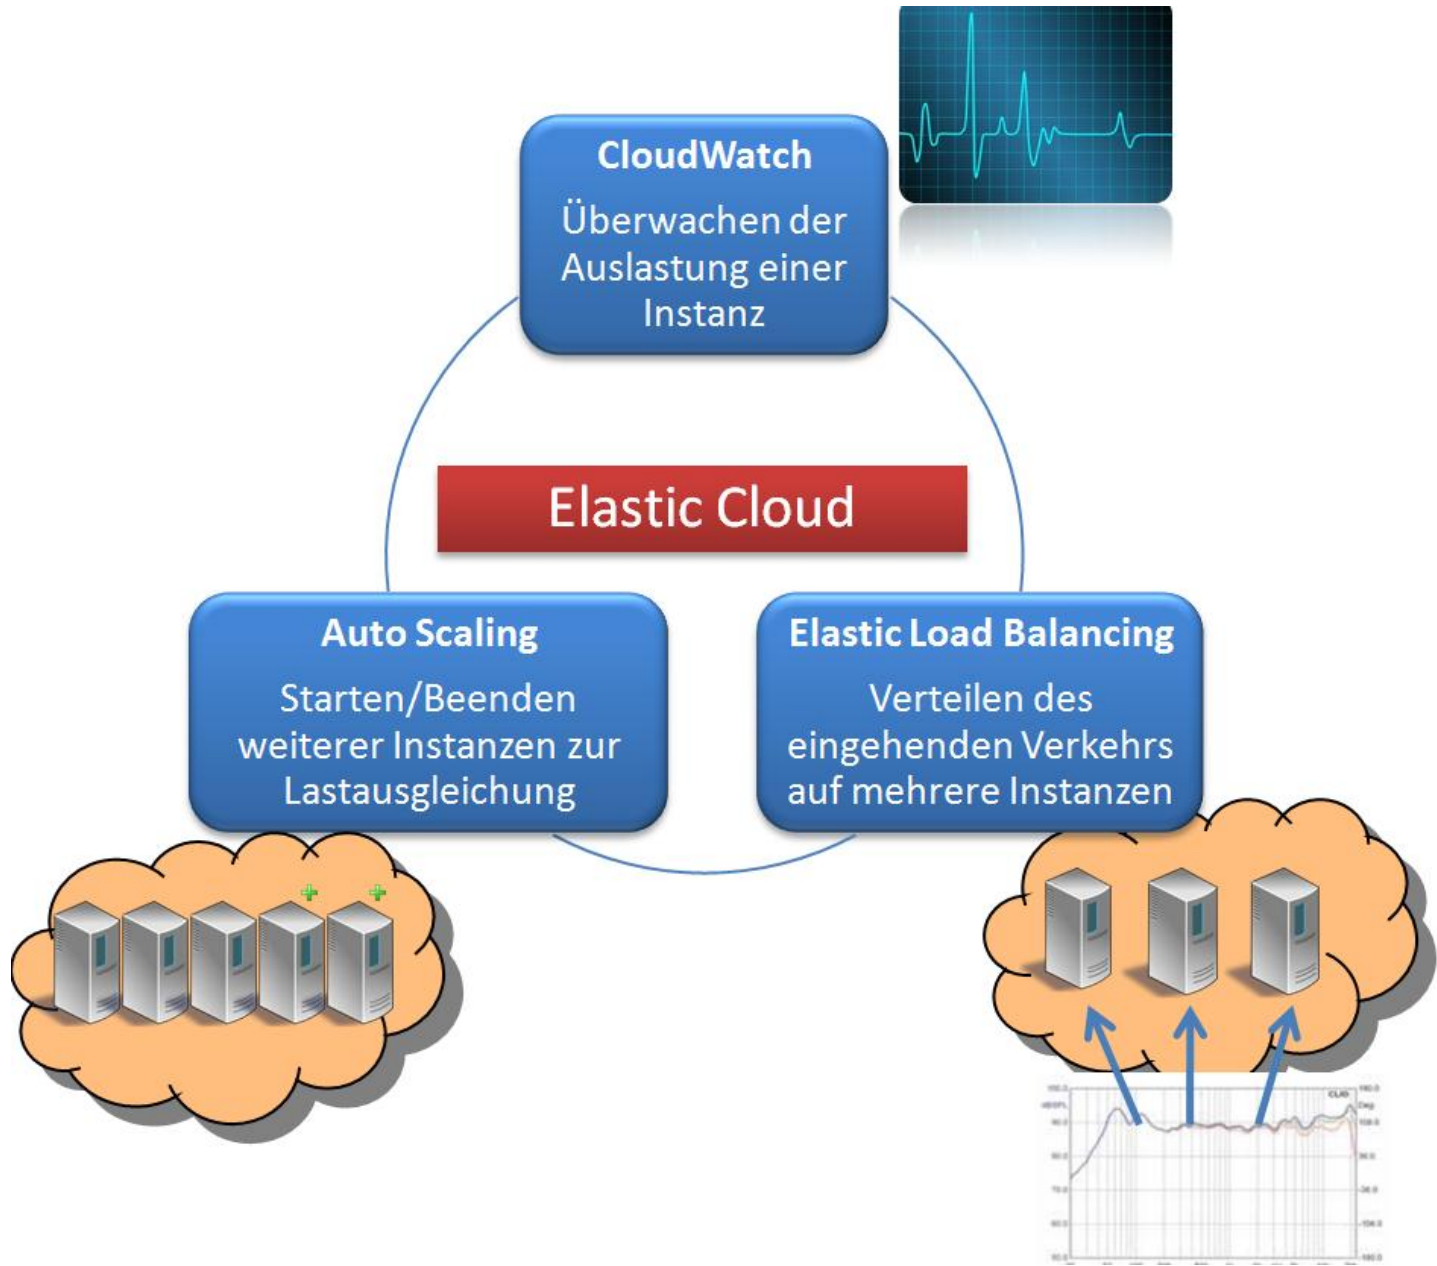 CloudWatch
Überwachen der
Auslastung einer
Instanz
Elastic Cloud
Auto Scaling
Starten/Beenden
weiterer Instanzen zur
Lastausgleichung
Elastic Load Balancing
Verteilen des
eingehenden Verkehrs
auf mehrere Instanzen